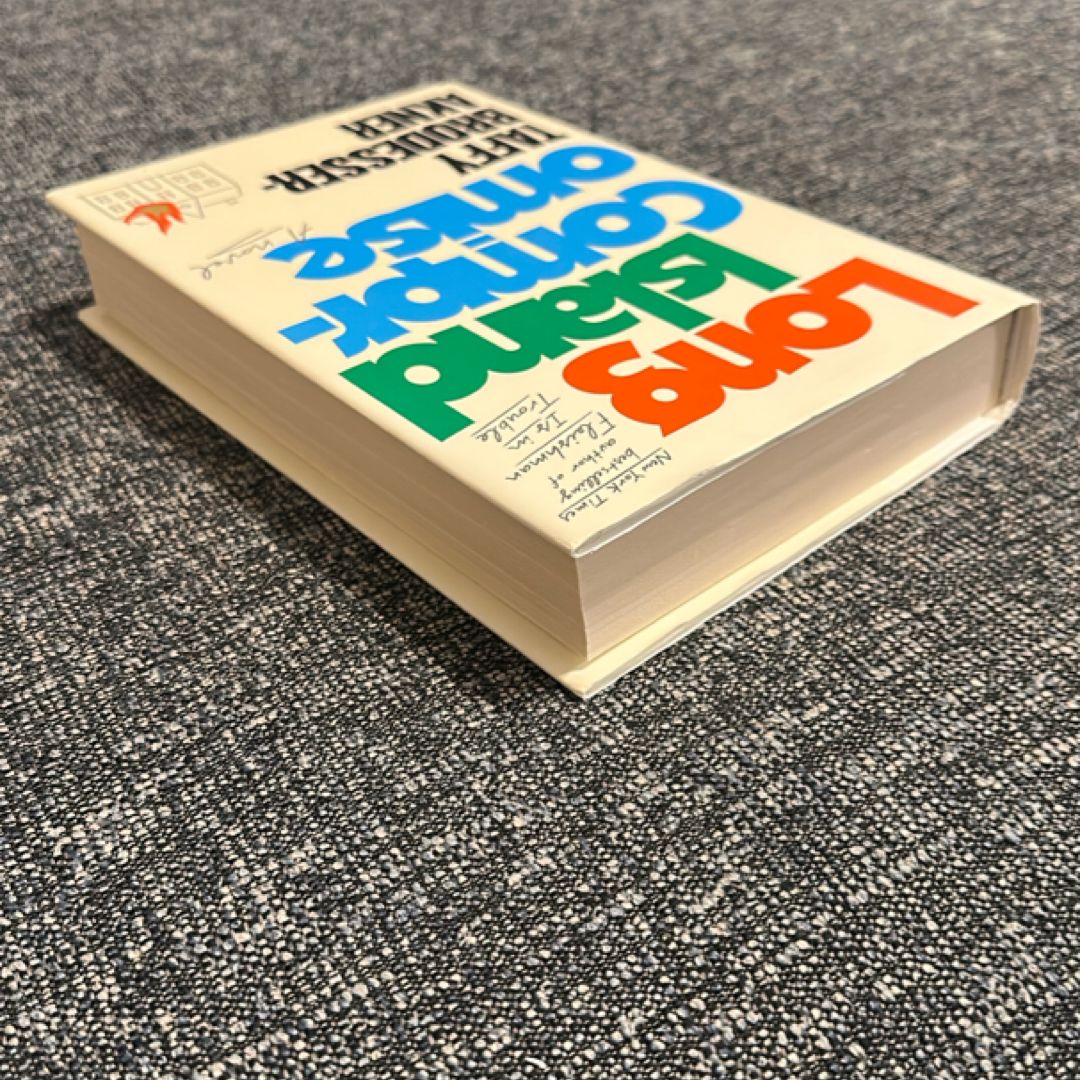 New York Times
bestselling
author of
Fleishman
Is in
Trouble
Long
Island
Compr-
omise
A novel
TAFFY
BRODESSER-
AKNER